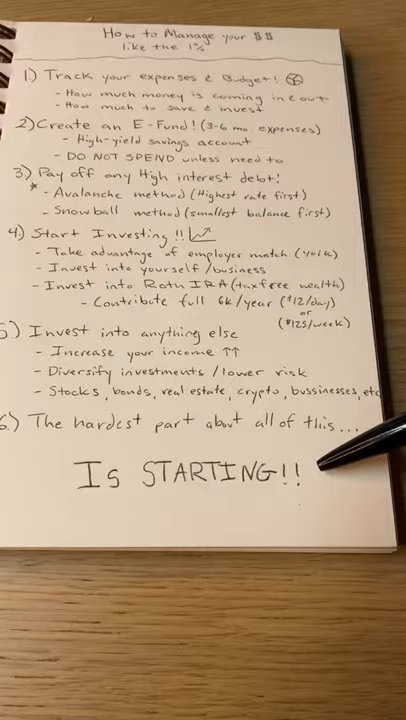 How to Manage your $$
like the 1%
1.) Track your expenses & Budget!
- How much money is coming in & out
- How much to save & invest
2) Create an E-Fund! (3-6 mo. expenses)
- High-yield savings account
- DO NOT SPEND unless need to
3.) Pay off any High interest debt!
* - Avalanche method (Highest rate first)
- Snowball method (smallest balance first)
4.) Start Investing!!
- Take advantage of employer match (401k)
- Invest into yourself/business
- Invest into Roth IRA (tax free wealth)
- Contribute full 6k/year ($12/day)
or
($125/week)
5.) Invest into anything else
- Increase your income ↑↑
- Diversify investments/lower risk
- Stocks, bonds, real estate, crypto, bussinesses, etc
6.) The hardest part about all of this...
IS STARTING!!